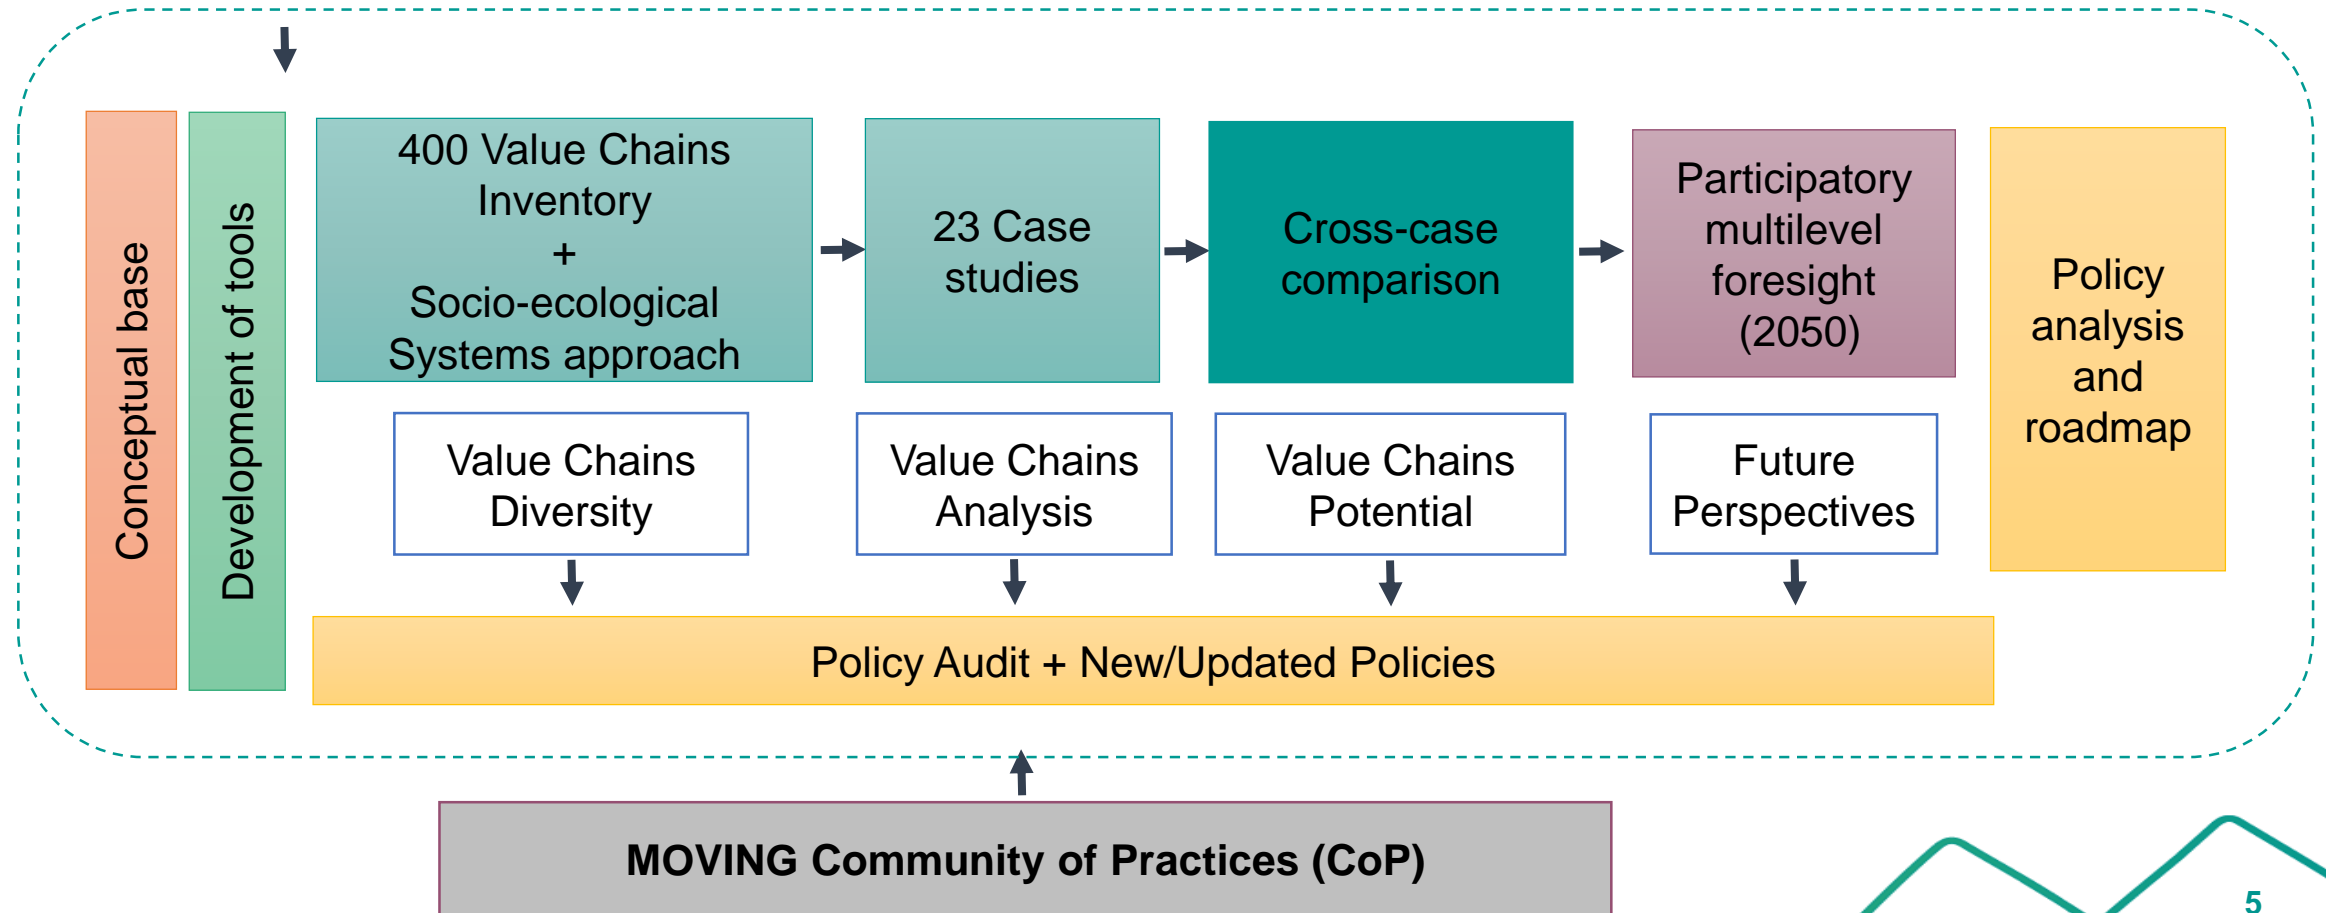 Conceptual base
Development of tools
400 Value Chains
Inventory
+
Socio-ecological
Systems approach
23 Case
studies
Cross-case
comparison
Participatory
multilevel
foresight
(2050)
Policy
analysis
and
roadmap
Value Chains
Diversity
Value Chains
Analysis
Value Chains
Potential
Future
Perspectives
Policy Audit + New/Updated Policies
MOVING Community of Practices (CoP)
5